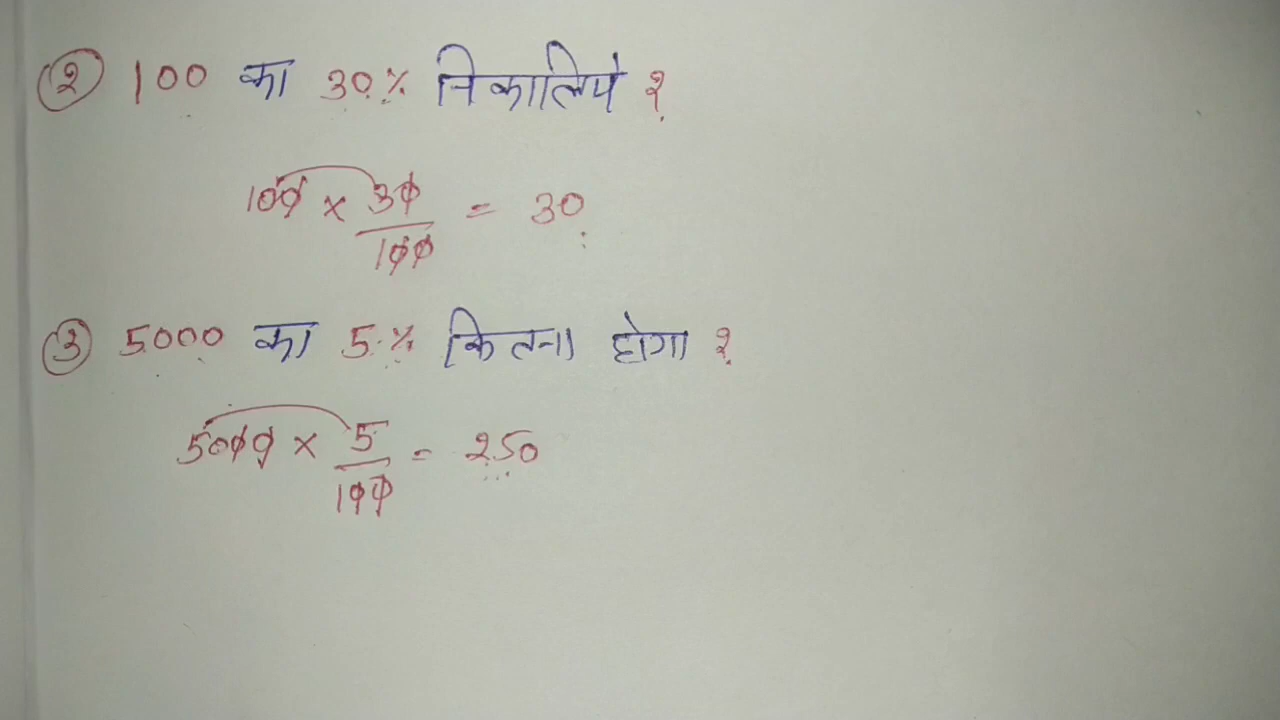 ② 100 का 30% निकालिये ?
100 × 30/100 = 30
③ 5000 का 5% कितना होगा ?
5000 × 5/100 = 250